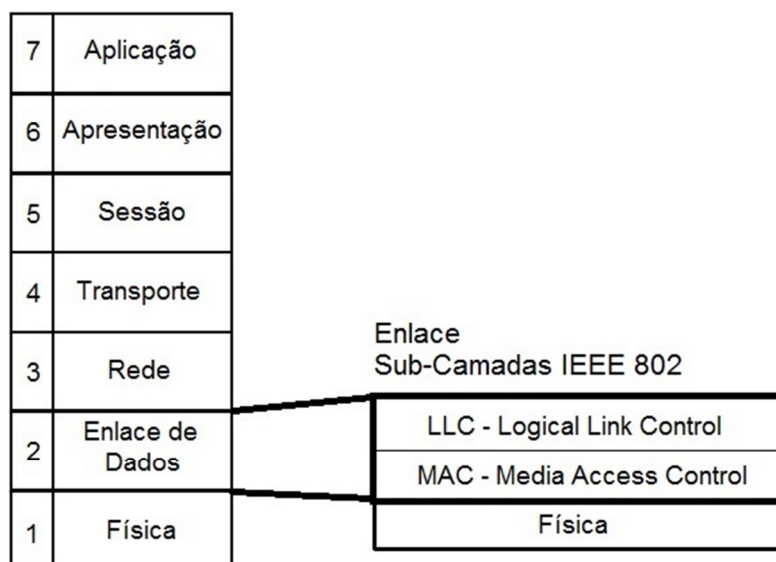 7 Aplicação
6 Apresentação
5 Sessão
4 Transporte
3 Rede
2 Enlace de
Dados
1 Física
Enlace
Sub-Camadas IEEE 802
LLC - Logical Link Control
MAC - Media Access Control
Física